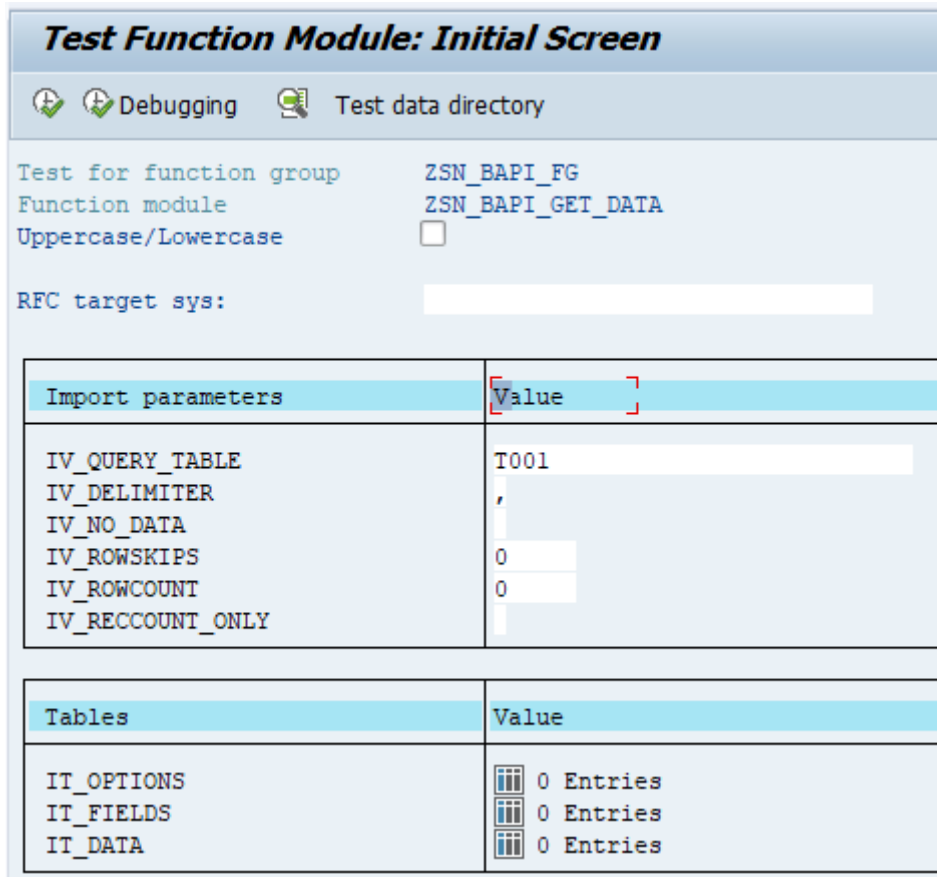 Test Function Module: Initial Screen
Debugging Test data directory
Test for function group ZSN_BAPI_FG
Function module ZSN_BAPI_GET_DATA
Uppercase/Lowercase
RFC target sys:
Import parameters Value
IV_QUERY_TABLE T001
IV_DELIMITER ,
IV_NO_DATA
IV_ROWSKIPS 0
IV_ROWCOUNT 0
IV_RECCOUNT_ONLY
Tables Value
IT_OPTIONS 0 Entries
IT_FIELDS 0 Entries
IT_DATA 0 Entries